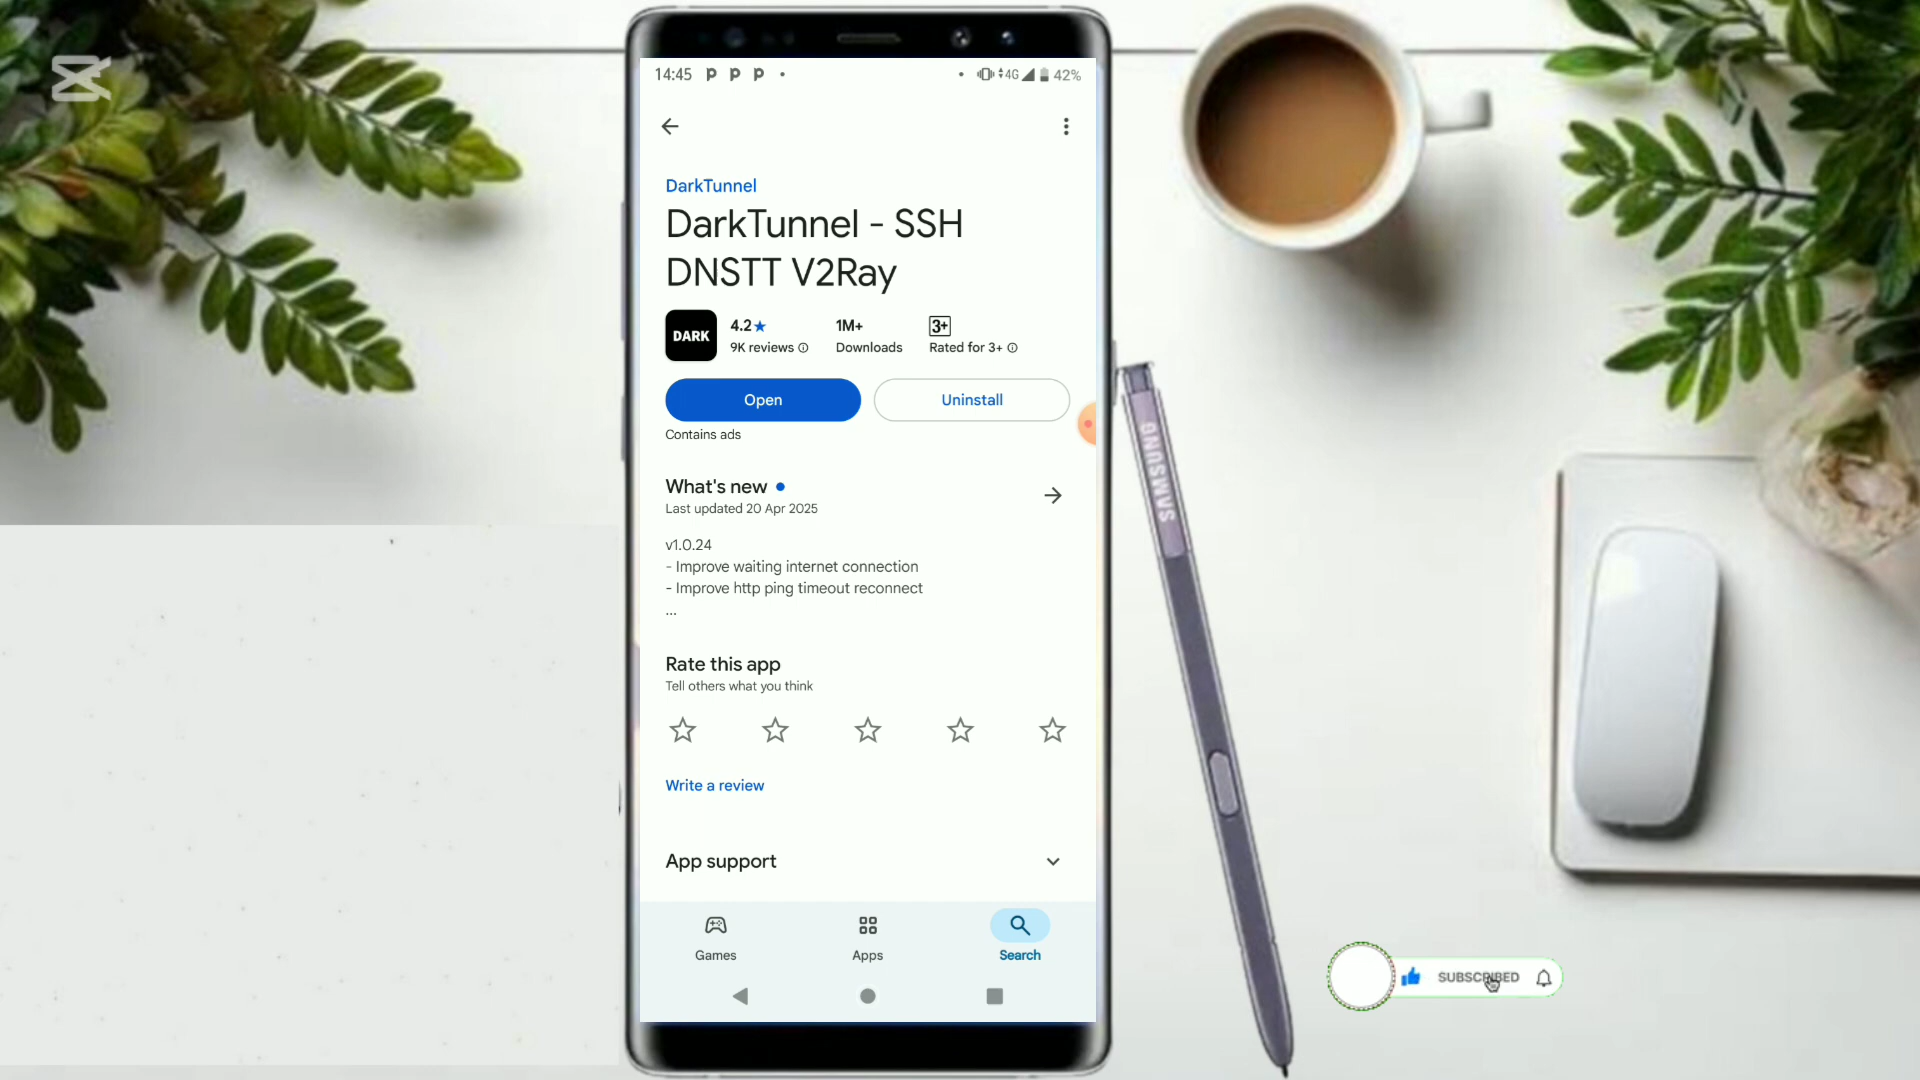 14:45
4G 42%
DarkTunnel
DarkTunnel - SSH
DNSTT V2Ray
DARK
4.2★ 1M+ 3+
9K reviews Downloads Rated for 3+
Open Uninstall
Contains ads
What's new
Last updated 20 Apr 2025
v1.0.24
- Improve waiting internet connection
- Improve http ping timeout reconnect
...
Rate this app
Tell others what you think
Write a review
App support
Games Apps Search
SAMSUNG
SUBSCRIBED